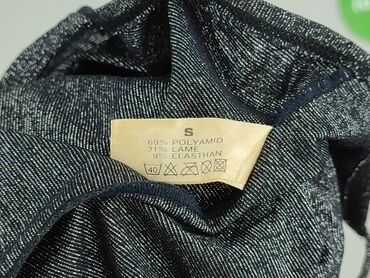 S
60% POLYAMID
31% LAME
9% ELASTHAN
40